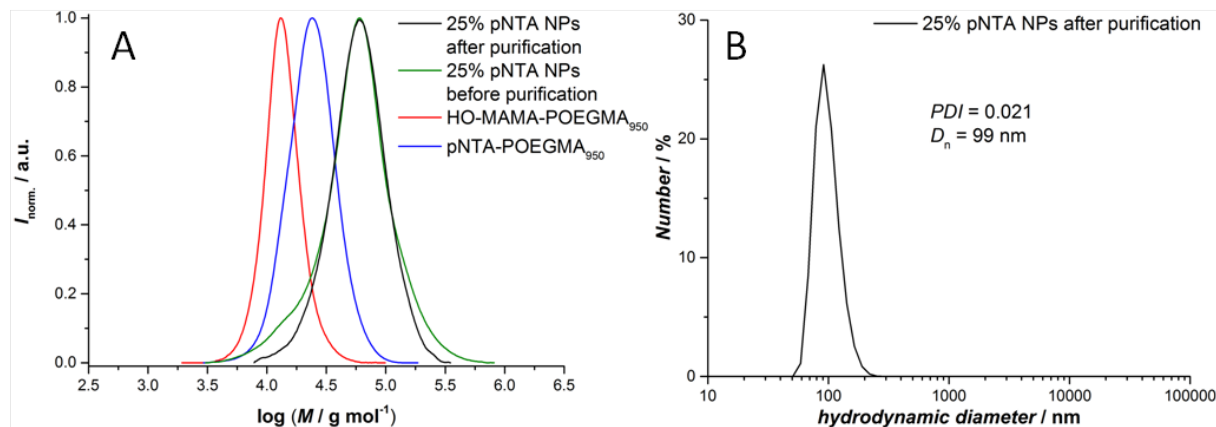 A
25% pNTA NPs
after purification
25% pNTA NPs
before purification
HO-MAMA-POEGMA950
pNTA-POEGMA950
1.0
0.8
0.6
0.4
0.2
0.0
Inorm. / a.u.
2.5 3.0 3.5 4.0 4.5 5.0 5.5 6.0 6.5
log (M / g mol-1)
B
25% pNTA NPs after purification
PDI = 0.021
Dn = 99 nm
30
20
10
0
Number / %
10 100 1000 10000 100000
hydrodynamic diameter / nm